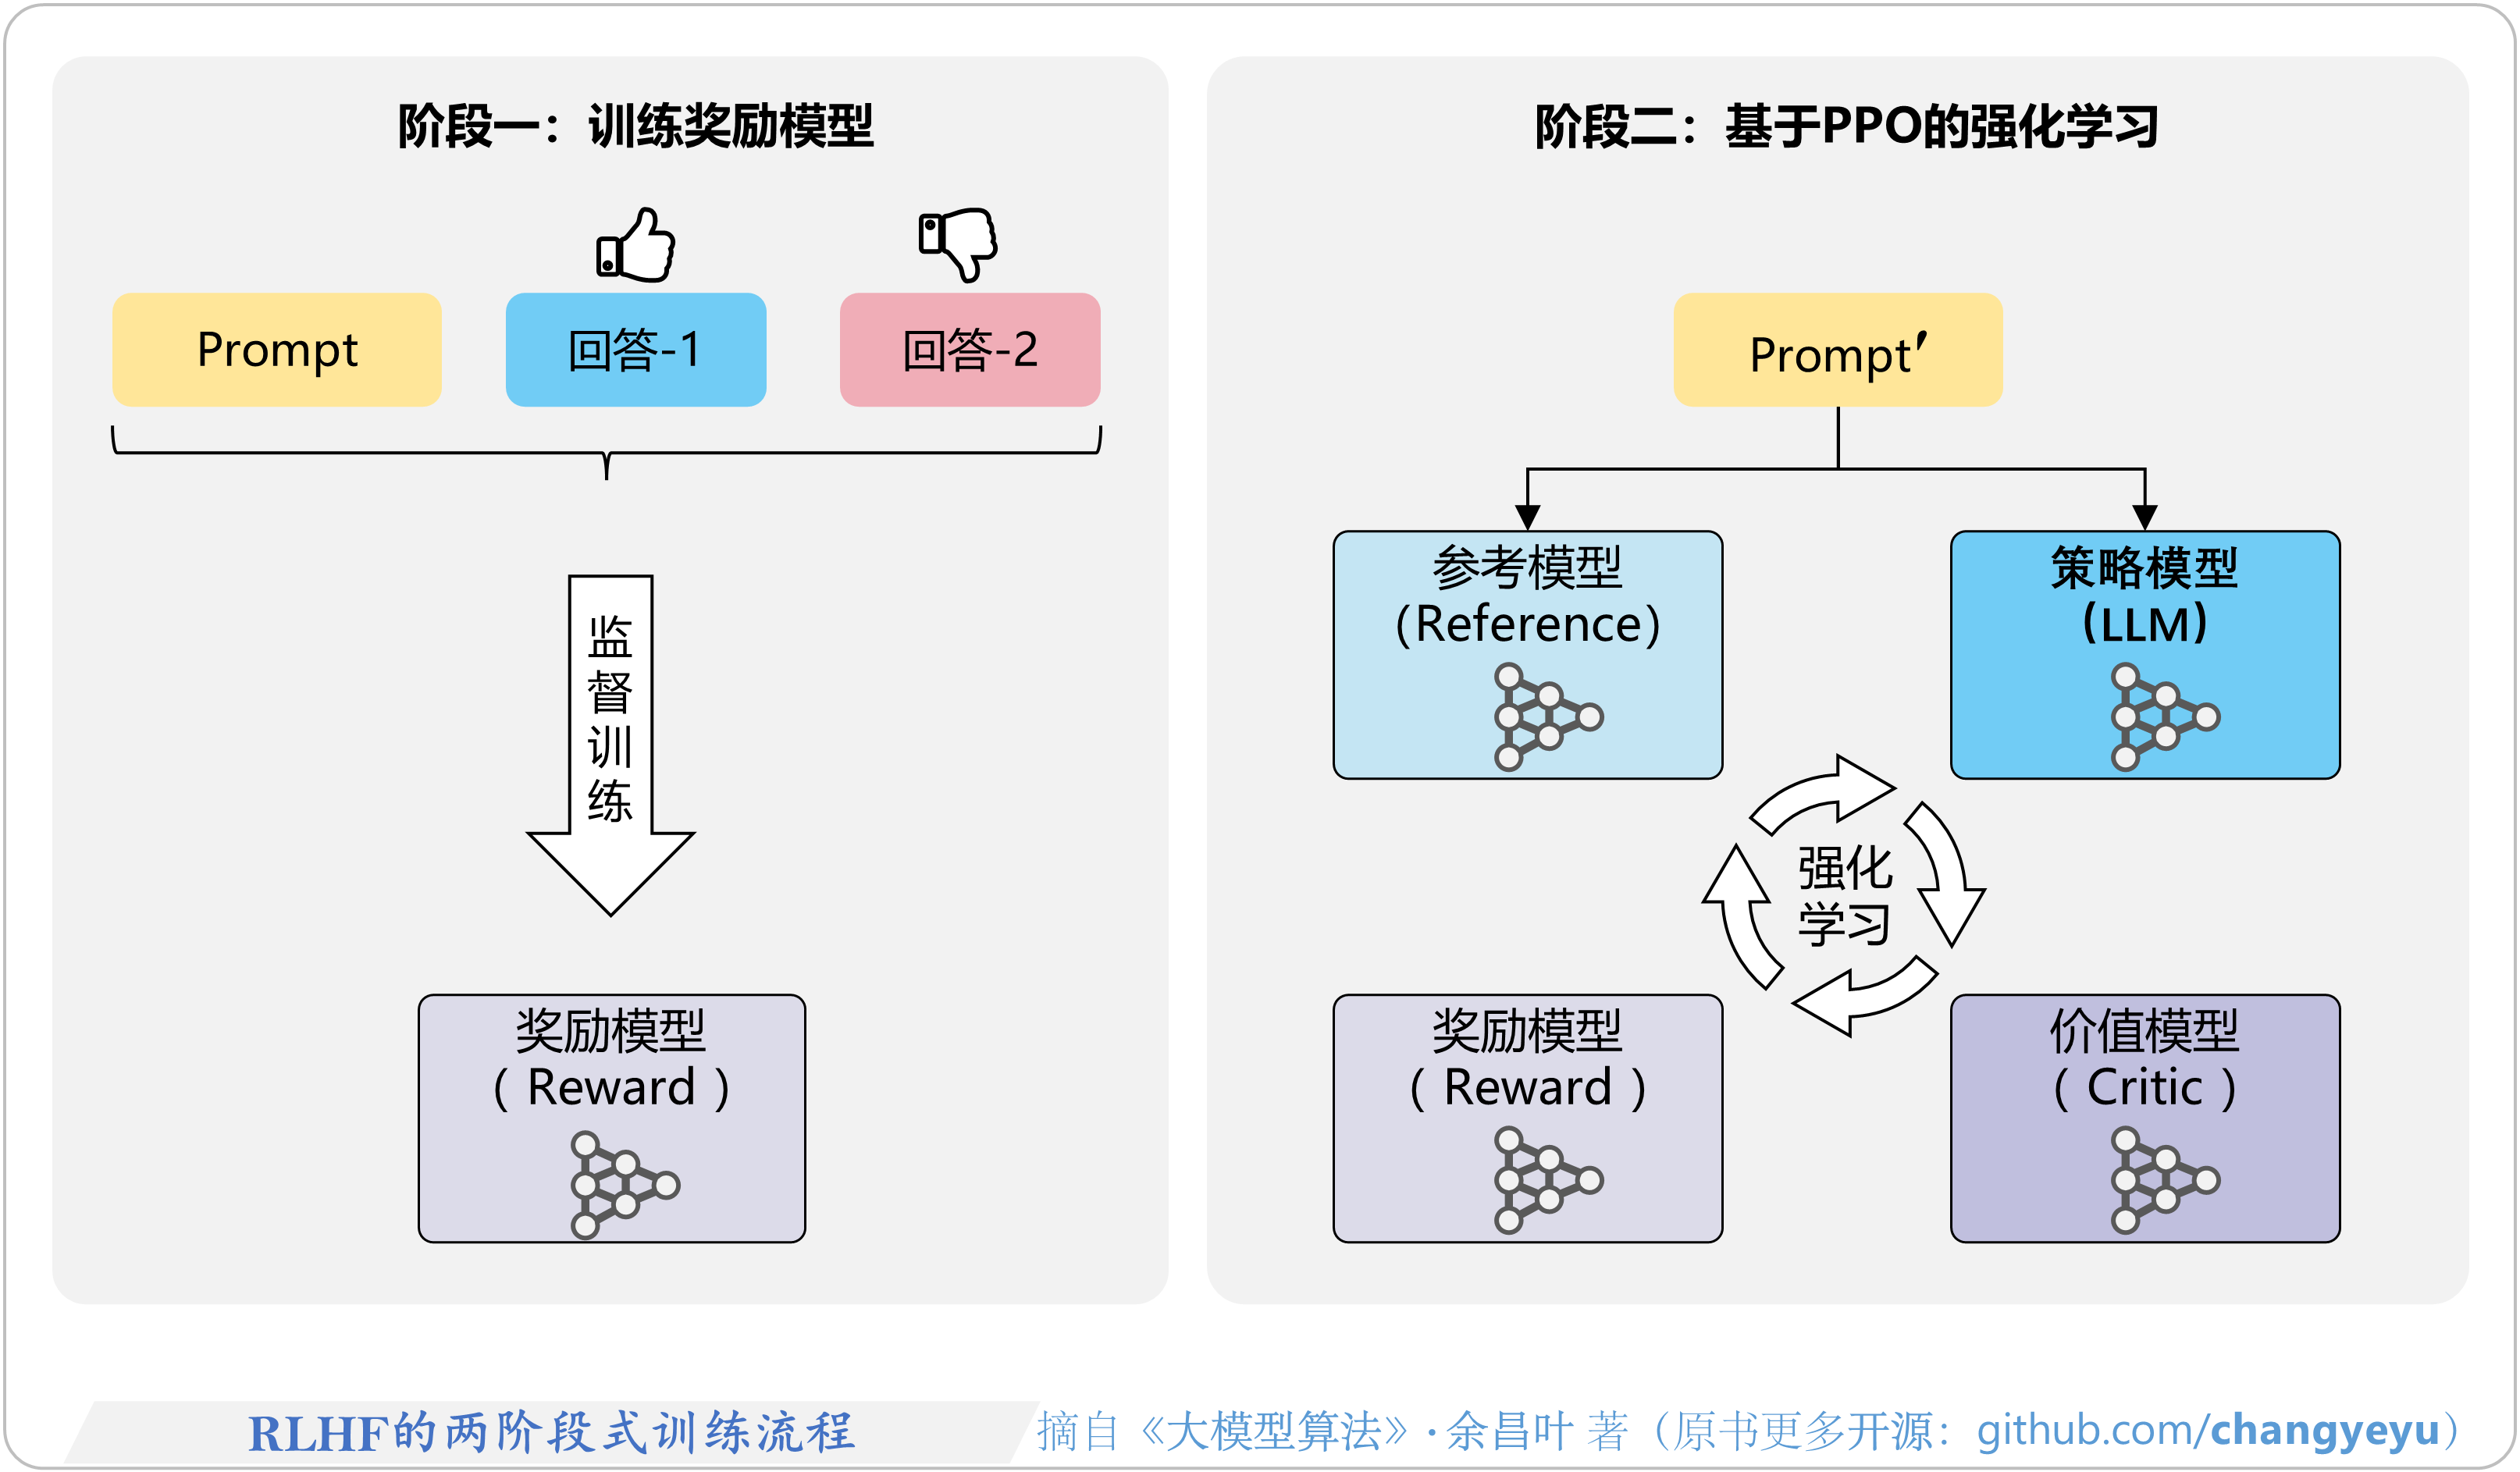 阶段一：训练奖励模型
Prompt
回答-1
回答-2
监督训练
奖励模型
（ Reward ）
阶段二：基于PPO的强化学习
Prompt′
参考模型
（Reference）
策略模型
（LLM）
强化
学习
奖励模型
（ Reward ）
价值模型
（ Critic ）
RLHF的两阶段式训练流程
摘自《大模型算法》·余昌叶 著（原书更多开源：github.com/changyeyu）